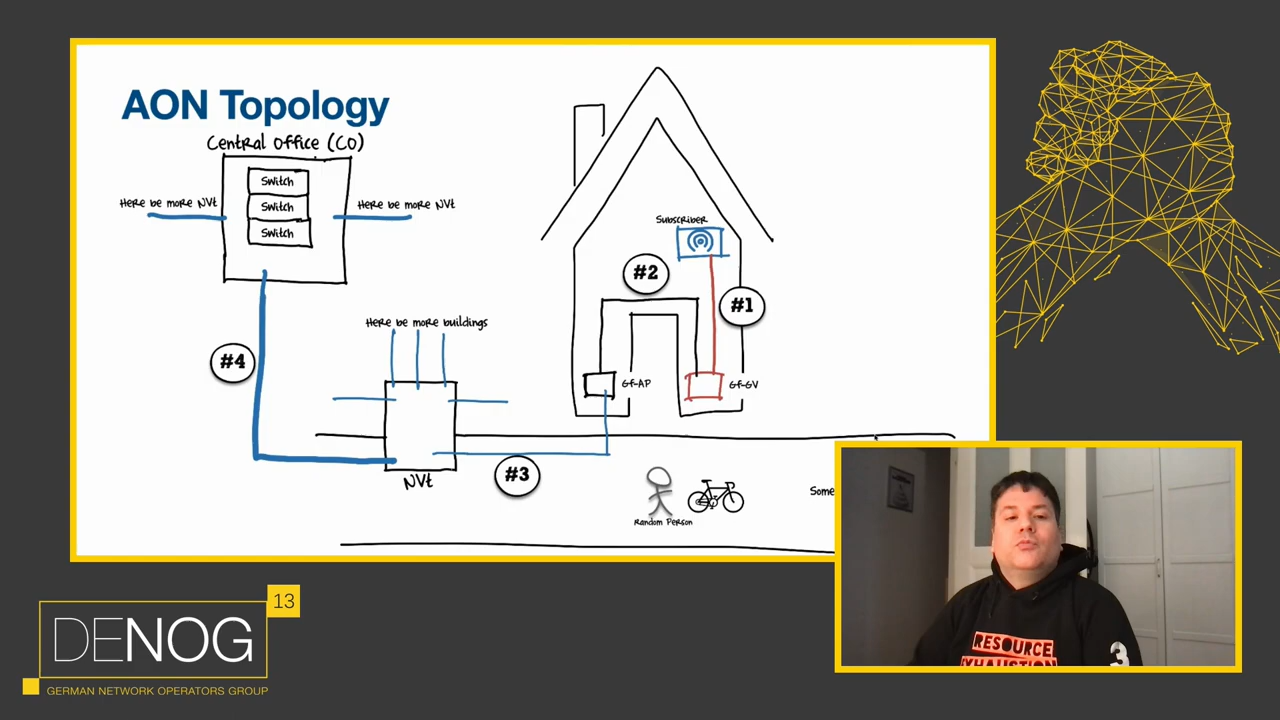 AON Topology
Central Office (CO)
Switch
Switch
Switch
Here be more NVt
Here be more NVt
Subscriber
#2
#1
Here be more buildings
#4
Gf-AP
Gf-GV
NVt
#3
Random Person
Some
RESOURCE
EXHAUSTION
3
13
DENOG
GERMAN NETWORK OPERATORS GROUP